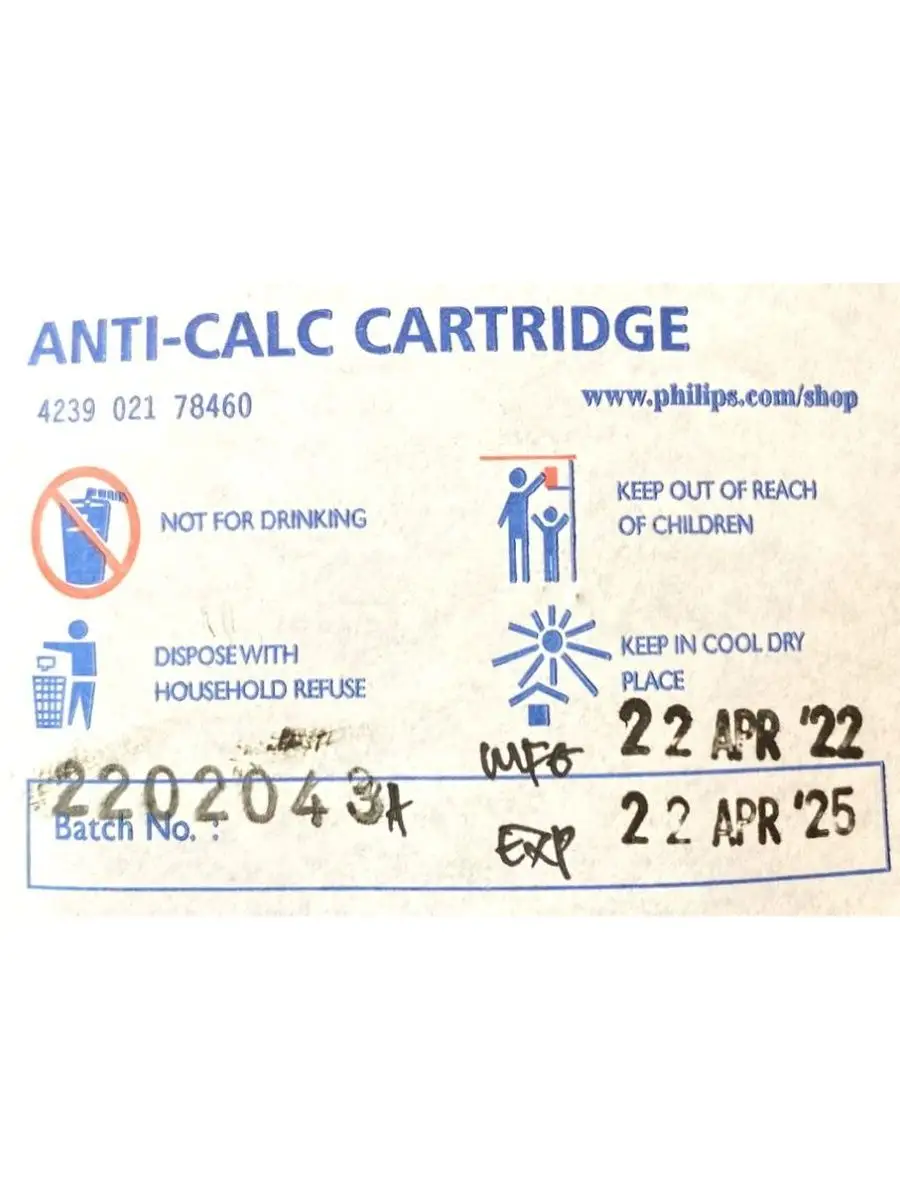 ANTI-CALC CARTRIDGE
4239 021 78460
www.philips.com/shop
NOT FOR DRINKING
KEEP OUT OF REACH
OF CHILDREN
DISPOSE WITH
HOUSEHOLD REFUSE
KEEP IN COOL DRY
PLACE
MFG 22 APR '22
2202043A
Batch No. :
EXP 22 APR '25